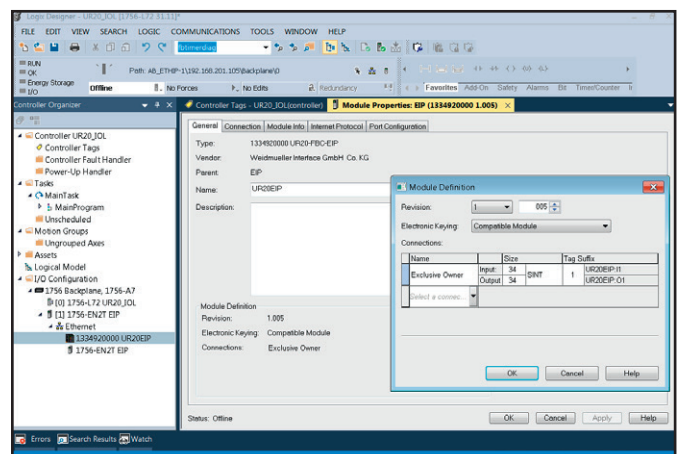 Logix Designer - UR20_IOL [1756-L72 31.11]*
FILE EDIT VIEW SEARCH LOGIC COMMUNICATIONS TOOLS WINDOW HELP
fbtimerdiag
RUN
OK
Energy Storage
I/O
Offline
Path: AB_ETHIP-1\192.168.201.105\Backplane\0
No Forces
No Edits
Redundancy
Favorites Add-On Safety Alarms Bit Timer/Counter
Controller Organizer
Controller Tags - UR20_IOL(controller)
Module Properties: EIP (1334920000 1.005)
Controller UR20_IOL
Controller Tags
Controller Fault Handler
Power-Up Handler
Tasks
MainTask
MainProgram
Unscheduled
Motion Groups
Ungrouped Axes
Assets
Logical Model
I/O Configuration
1756 Backplane, 1756-A7
[0] 1756-L72 UR20_IOL
[1] 1756-EN2T EIP
Ethernet
1334920000 UR20EIP
1756-EN2T EIP
General Connection Module Info Internet Protocol Port Configuration
Type: 1334920000 UR20-FBC-EIP
Vendor: Weidmueller Interface GmbH Co. KG
Parent: EIP
Name: UR20EIP
Description:
Module Definition
Revision: 1.005
Electronic Keying: Compatible Module
Connections: Exclusive Owner
Status: Offline
OK Cancel Apply Help
Module Definition
Revision: 1 005
Electronic Keying: Compatible Module
Connections:
Name Size Tag Suffix
Exclusive Owner Input: 34 SINT 1 UR20EIP:I1
Output: 34 UR20EIP:O1
Select a connec...
OK Cancel Help
Errors Search Results Watch